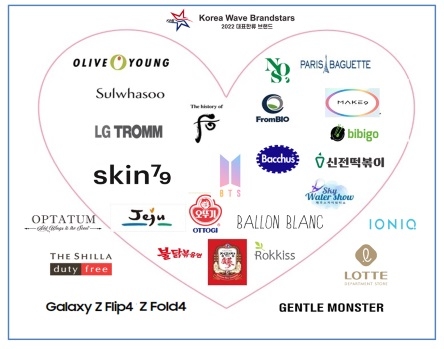 Korea Wave Brandstars
2022 대표한류 브랜드
OLIVE YOUNG
NO:SE
PARIS BAGUETTE
Sulwhasoo
The history of
后
FromBIO
MAKE9
LG TROMM
bibigo
skin79
BTS
Bacchus
신전떡볶이
Sky
Water Show
OPTATUM
Jeju
오뚜기
OTTOGI
BALLON BLANC
IONIQ
THE SHILLA
duty free
불닭볶음면
Rokkiss
LOTTE
DEPARTMENT STORE
Galaxy Z Flip4 Z Fold4
GENTLE MONSTER